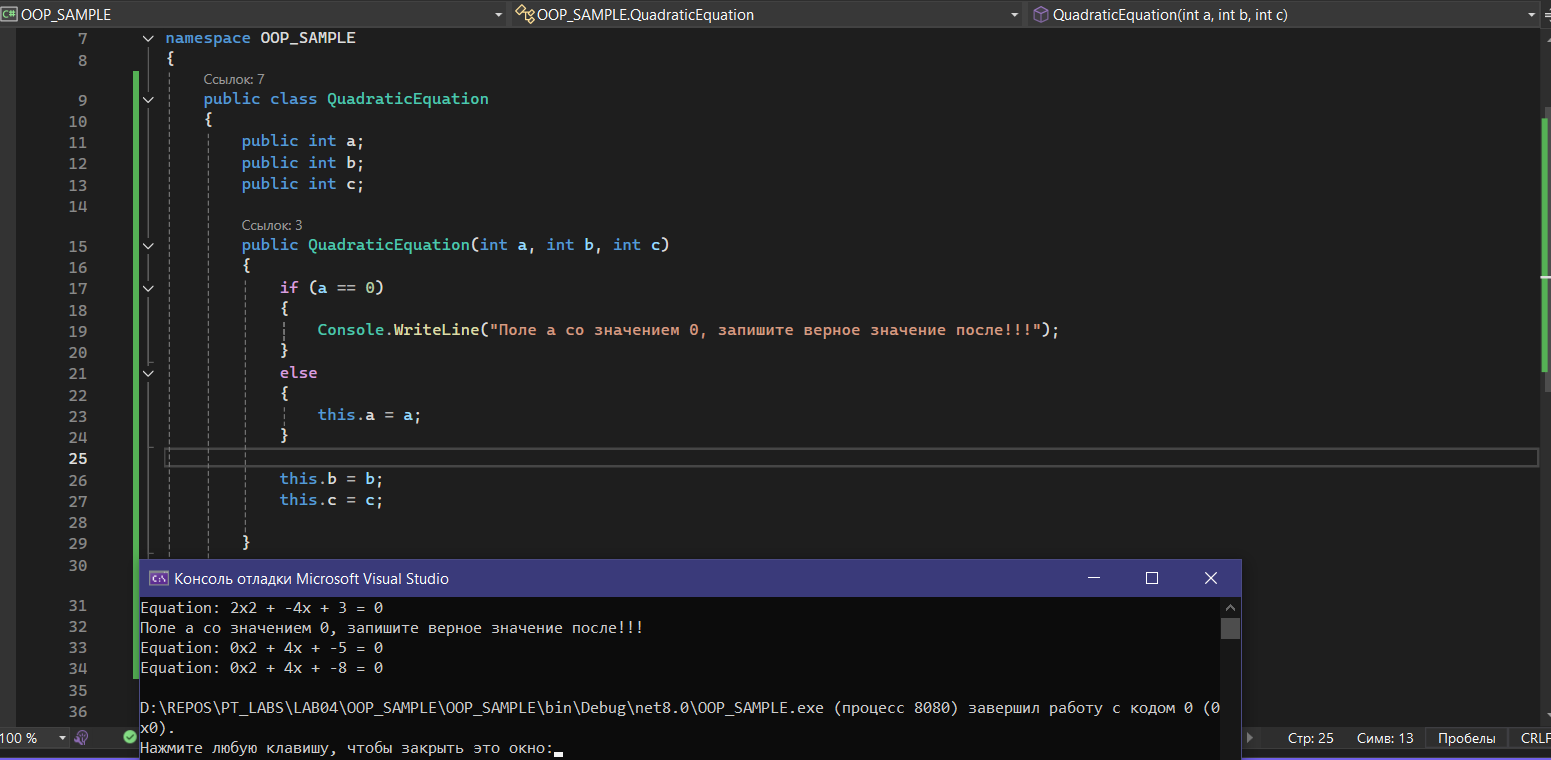 C# OOP_SAMPLE OOP_SAMPLE.QuadraticEquation QuadraticEquation(int a, int b, int c)
7 namespace OOP_SAMPLE
8 {
Ссылок: 7
9 public class QuadraticEquation
10 {
11 public int a;
12 public int b;
13 public int c;
14
Ссылок: 3
15 public QuadraticEquation(int a, int b, int c)
16 {
17 if (a == 0)
18 {
19 Console.WriteLine("Поле a со значением 0, запишите верное значение после!!!");
20 }
21 else
22 {
23 this.a = a;
24 }
25
26 this.b = b;
27 this.c = c;
28
29 }
30
31
32
33
34
35
36
C:\ Консоль отладки Microsoft Visual Studio
Equation: 2x2 + -4x + 3 = 0
Поле a со значением 0, запишите верное значение после!!!
Equation: 0x2 + 4x + -5 = 0
Equation: 0x2 + 4x + -8 = 0
D:\REPOS\PT_LABS\LAB04\OOP_SAMPLE\OOP_SAMPLE\bin\Debug\net8.0\OOP_SAMPLE.exe (процесс 8080) завершил работу с кодом 0 (0
x0).
Нажмите любую клавишу, чтобы закрыть это окно:
100 % Стр: 25 Симв: 13 Пробелы CRLF